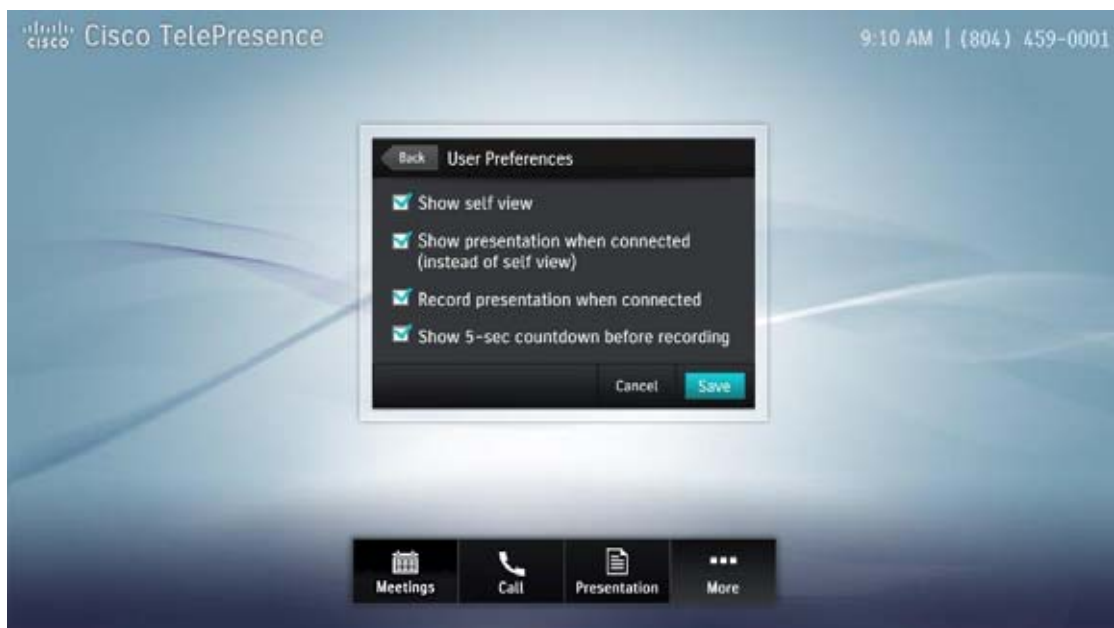 cisco Cisco TelePresence
9:10 AM | (804) 459-0001
Back User Preferences
Show self view
Show presentation when connected
(instead of self view)
Record presentation when connected
Show 5-sec countdown before recording
Cancel Save
Meetings Call Presentation More